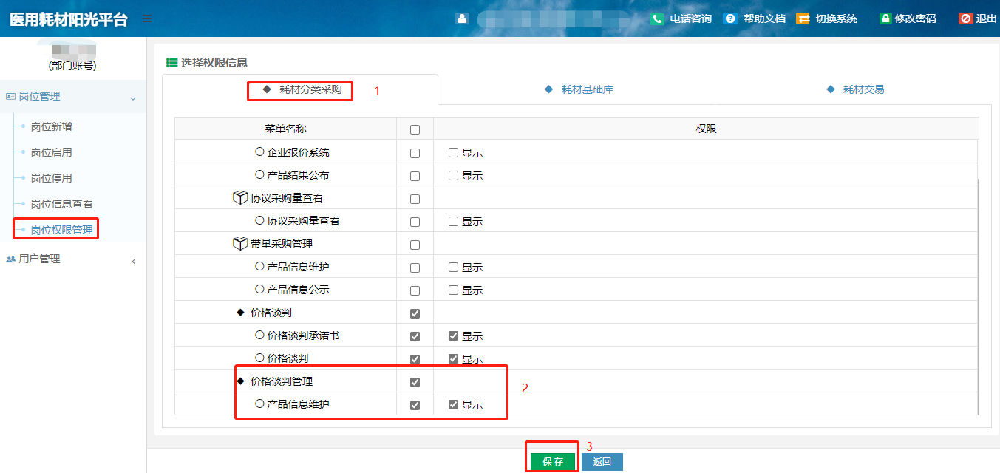 医用耗材阳光平台
电话咨询 帮助文档 切换系统 修改密码 退出
(部门账号)
岗位管理
岗位新增
岗位启用
岗位停用
岗位信息查看
岗位权限管理
用户管理
选择权限信息
耗材分类采购 1 耗材基础库 耗材交易
菜单名称 权限
企业报价系统 显示
产品结果公布 显示
协议采购量查看
协议采购量查看 显示
带量采购管理
产品信息维护 显示
产品信息公示 显示
价格谈判
价格谈判承诺书 显示
价格谈判 显示
价格谈判管理 2
产品信息维护 显示
3
保存 返回